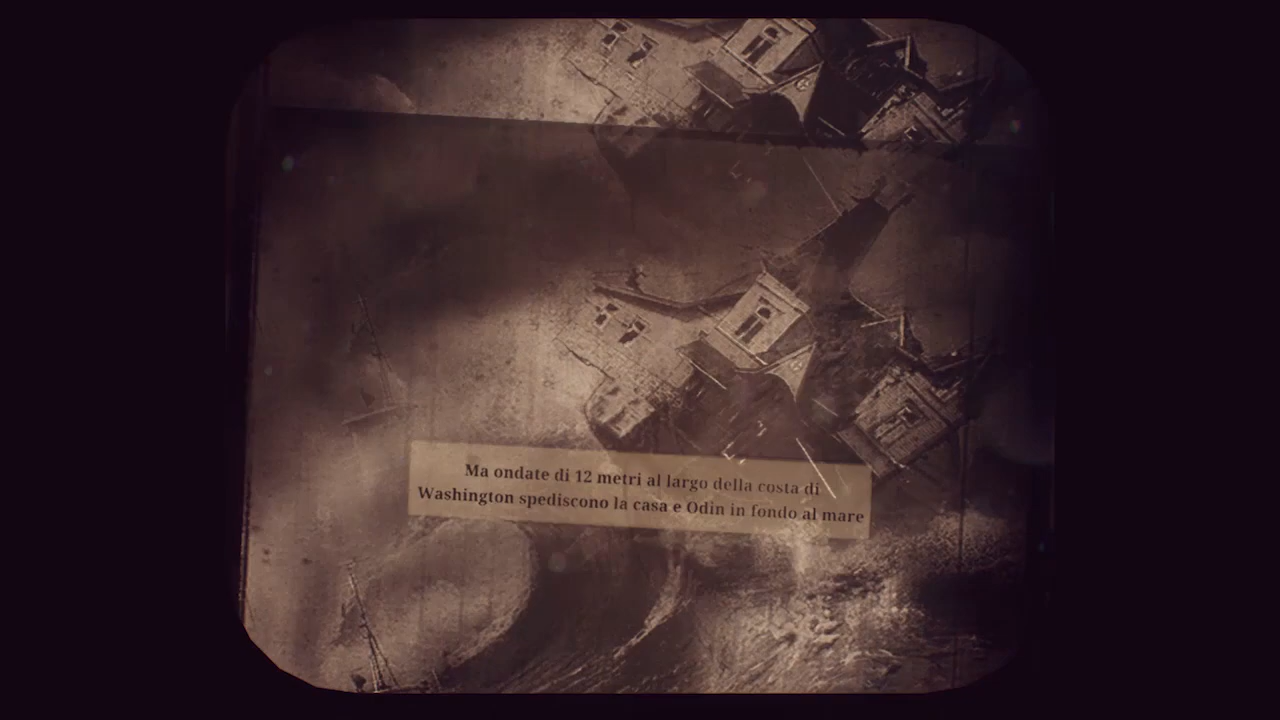 Ma ondate di 12 metri al largo della costa di
Washington spediscono la casa e Odin in fondo al mare